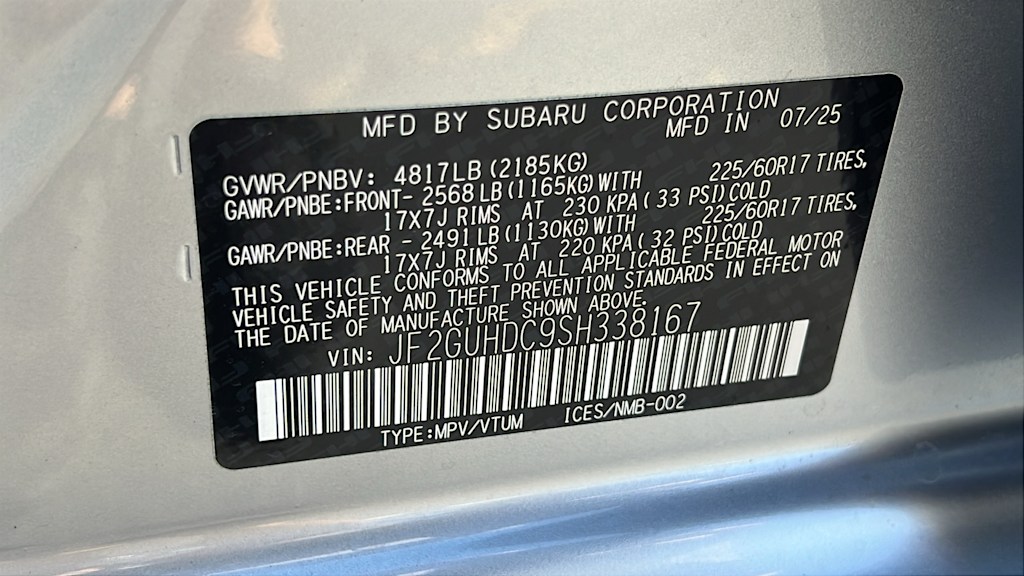 MFD BY SUBARU CORPORATION
MFD IN 07/25
GVWR/PNBV: 4817LB (2185KG)
GAWR/PNBE:FRONT- 2568 LB (1165KG) WITH 225/60R17 TIRES,
17X7J RIMS AT 230 KPA ( 33 PSI) COLD
GAWR/PNBE:REAR - 2491 LB (1130KG) WITH 225/60R17 TIRES,
17X7J RIMS AT 220 KPA ( 32 PSI) COLD
THIS VEHICLE CONFORMS TO ALL APPLICABLE FEDERAL MOTOR
VEHICLE SAFETY AND THEFT PREVENTION STANDARDS IN EFFECT ON
THE DATE OF MANUFACTURE SHOWN ABOVE.
VIN: JF2GUHDC9SH338167
TYPE:MPV/VTUM ICES/NMB-002